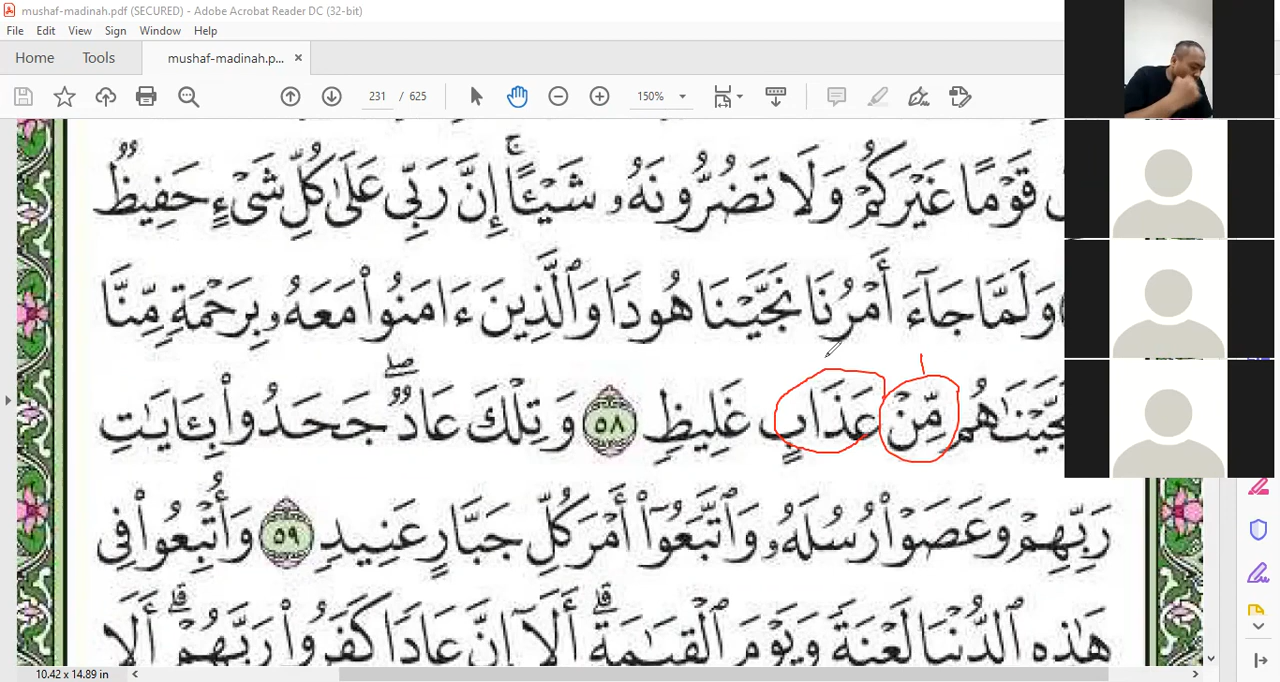 mushaf-madinah.pdf (SECURED) - Adobe Acrobat Reader DC (32-bit)
File Edit View Sign Window Help
Home Tools mushaf-madinah.p... ×
231 / 625 150%
قَوْمًا غَيْرَكُمْ وَلَا تَضُرُّونَهُۥ شَيْـًٔا ۚ إِنَّ رَبِّى عَلَىٰ كُلِّ شَىْءٍ حَفِيظٌ
وَلَمَّا جَآءَ أَمْرُنَا نَجَّيْنَا هُودًا وَٱلَّذِينَ ءَامَنُوا۟ مَعَهُۥ بِرَحْمَةٍ مِّنَّا
مِّنْ عَذَابٍ غَلِيظٍ ٥٨ وَتِلْكَ عَادٌ ۖ جَحَدُوا۟ بِـَٔايَـٰتِ
رَبِّهِمْ وَعَصَوْا۟ رُسُلَهُۥ وَٱتَّبَعُوٓا۟ أَمْرَ كُلِّ جَبَّارٍ عَنِيدٍ ٥٩ وَأُتْبِعُوا۟ فِى
هَـٰذِهِ ٱلدُّنْيَا لَعْنَةً وَيَوْمَ ٱلْقِيَـٰمَةِ ۗ أَلَآ إِنَّ عَادًا كَفَرُوا۟ رَبَّهُمْ ۗ أَلَا
10.42 x 14.89 in